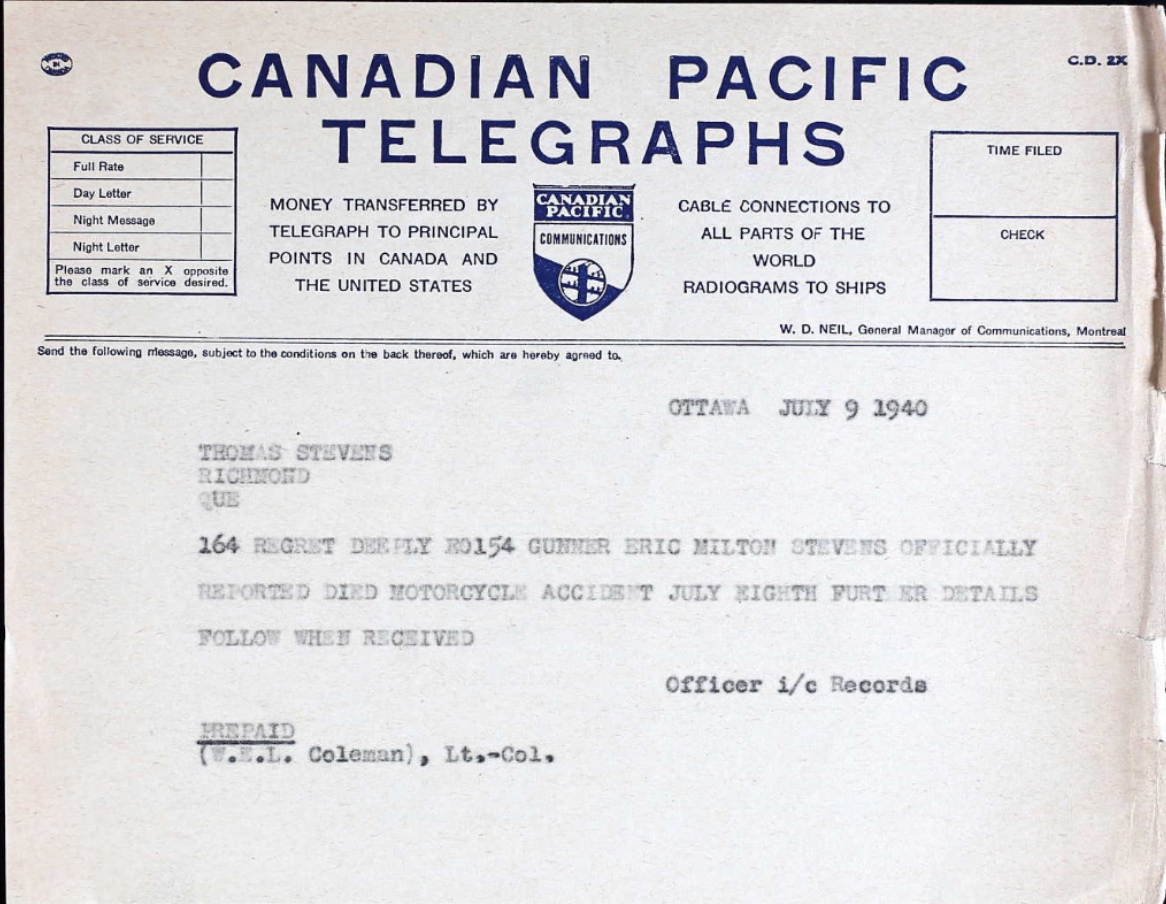 CANADIAN PACIFIC
TELEGRAPHS
C.D. 2X
CLASS OF SERVICE
Full Rate
Day Letter
Night Message
Night Letter
Please mark an X opposite
the class of service desired.
MONEY TRANSFERRED BY
TELEGRAPH TO PRINCIPAL
POINTS IN CANADA AND
THE UNITED STATES
CANADIAN
PACIFIC
COMMUNICATIONS
CABLE CONNECTIONS TO
ALL PARTS OF THE
WORLD
RADIOGRAMS TO SHIPS
TIME FILED
CHECK
W. D. NEIL, General Manager of Communications, Montreal
Send the following message, subject to the conditions on the back thereof, which are hereby agreed to.
OTTAWA JULY 9 1940
THOMAS STEVENS
RICHMOND
QUE
164 REGRET DEEPLY EO154 GUNNER ERIC MILTON STEVENS OFFICIALLY
REPORTED DIED MOTORCYCLE ACCIDENT JULY EIGHTH FURT ER DETAILS
FOLLOW WHEN RECEIVED
Officer i/c Records
PREPAID
(W.E.L. Coleman), Lt.-Col.